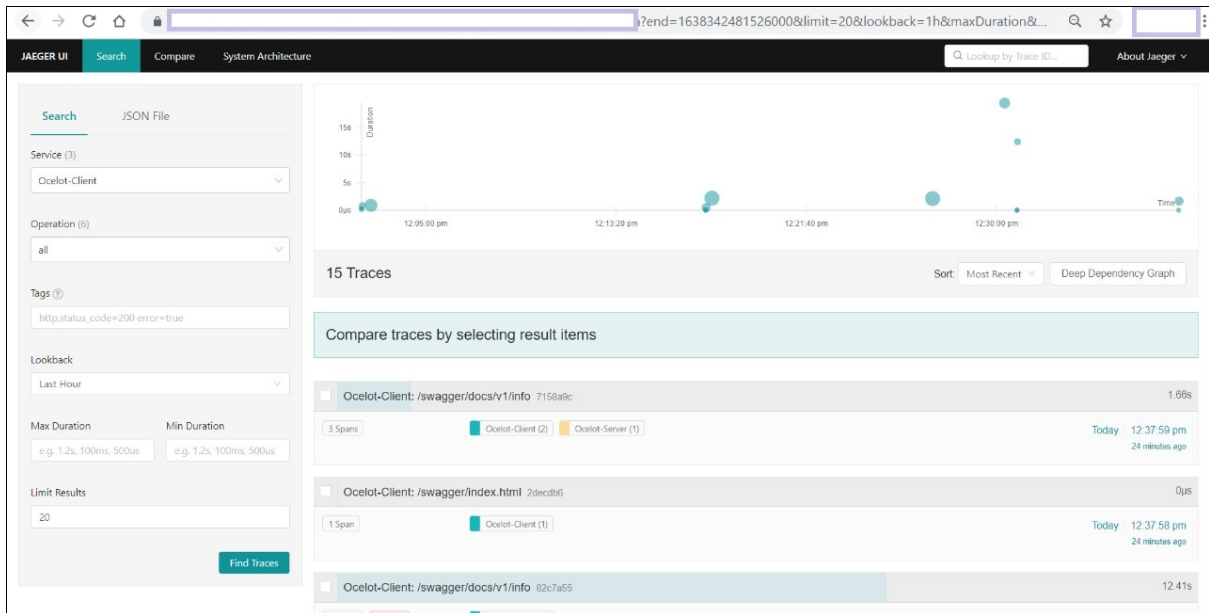 ?end=1638342481526000&limit=20&lookback=1h&maxDuration&...
JAEGER UI Search Compare System Architecture Lookup by Trace ID... About Jaeger
Search JSON File
Service (3)
Ocelot-Client
Operation (6)
all
Tags
http.status_code=200 error=true
Lookback
Last Hour
Max Duration Min Duration
e.g. 1.2s, 100ms, 500us e.g. 1.2s, 100ms, 500us
Limit Results
20
Find Traces
Duration
15s
10s
5s
0μs
12:05:00 pm 12:13:20 pm 12:21:40 pm 12:30:00 pm
Time
15 Traces Sort: Most Recent Deep Dependency Graph
Compare traces by selecting result items
Ocelot-Client: /swagger/docs/v1/info 7158a9c 1.66s
3 Spans Ocelot-Client (2) Ocelot-Server (1) Today 12:37:59 pm
24 minutes ago
Ocelot-Client: /swagger/index.html 2decdb6 0μs
1 Span Ocelot-Client (1) Today 12:37:58 pm
24 minutes ago
Ocelot-Client: /swagger/docs/v1/info 82c7a55 12.41s